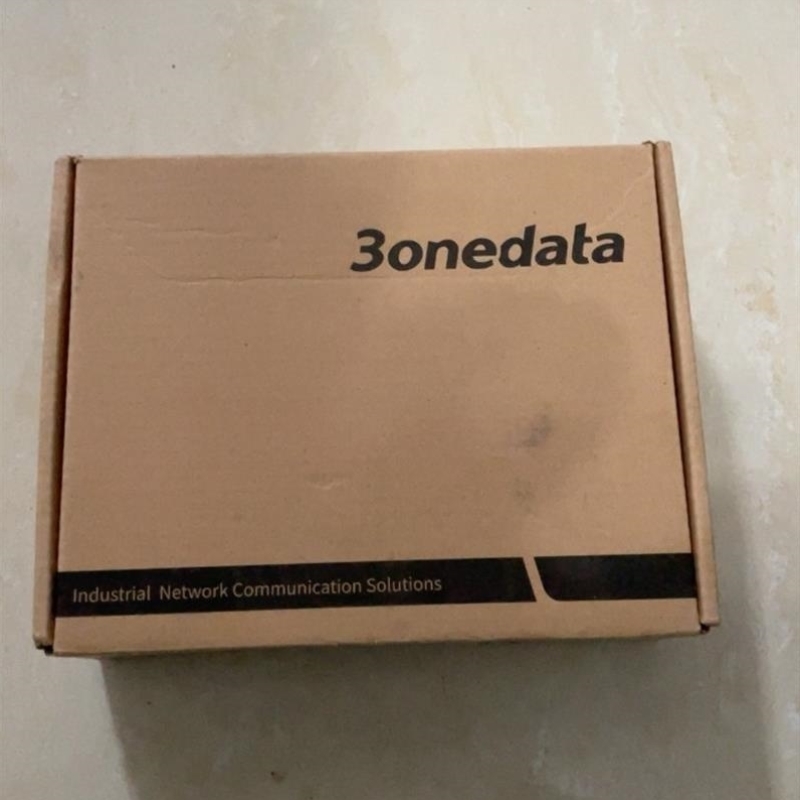 3onedata
Industrial Network Communication Solutions